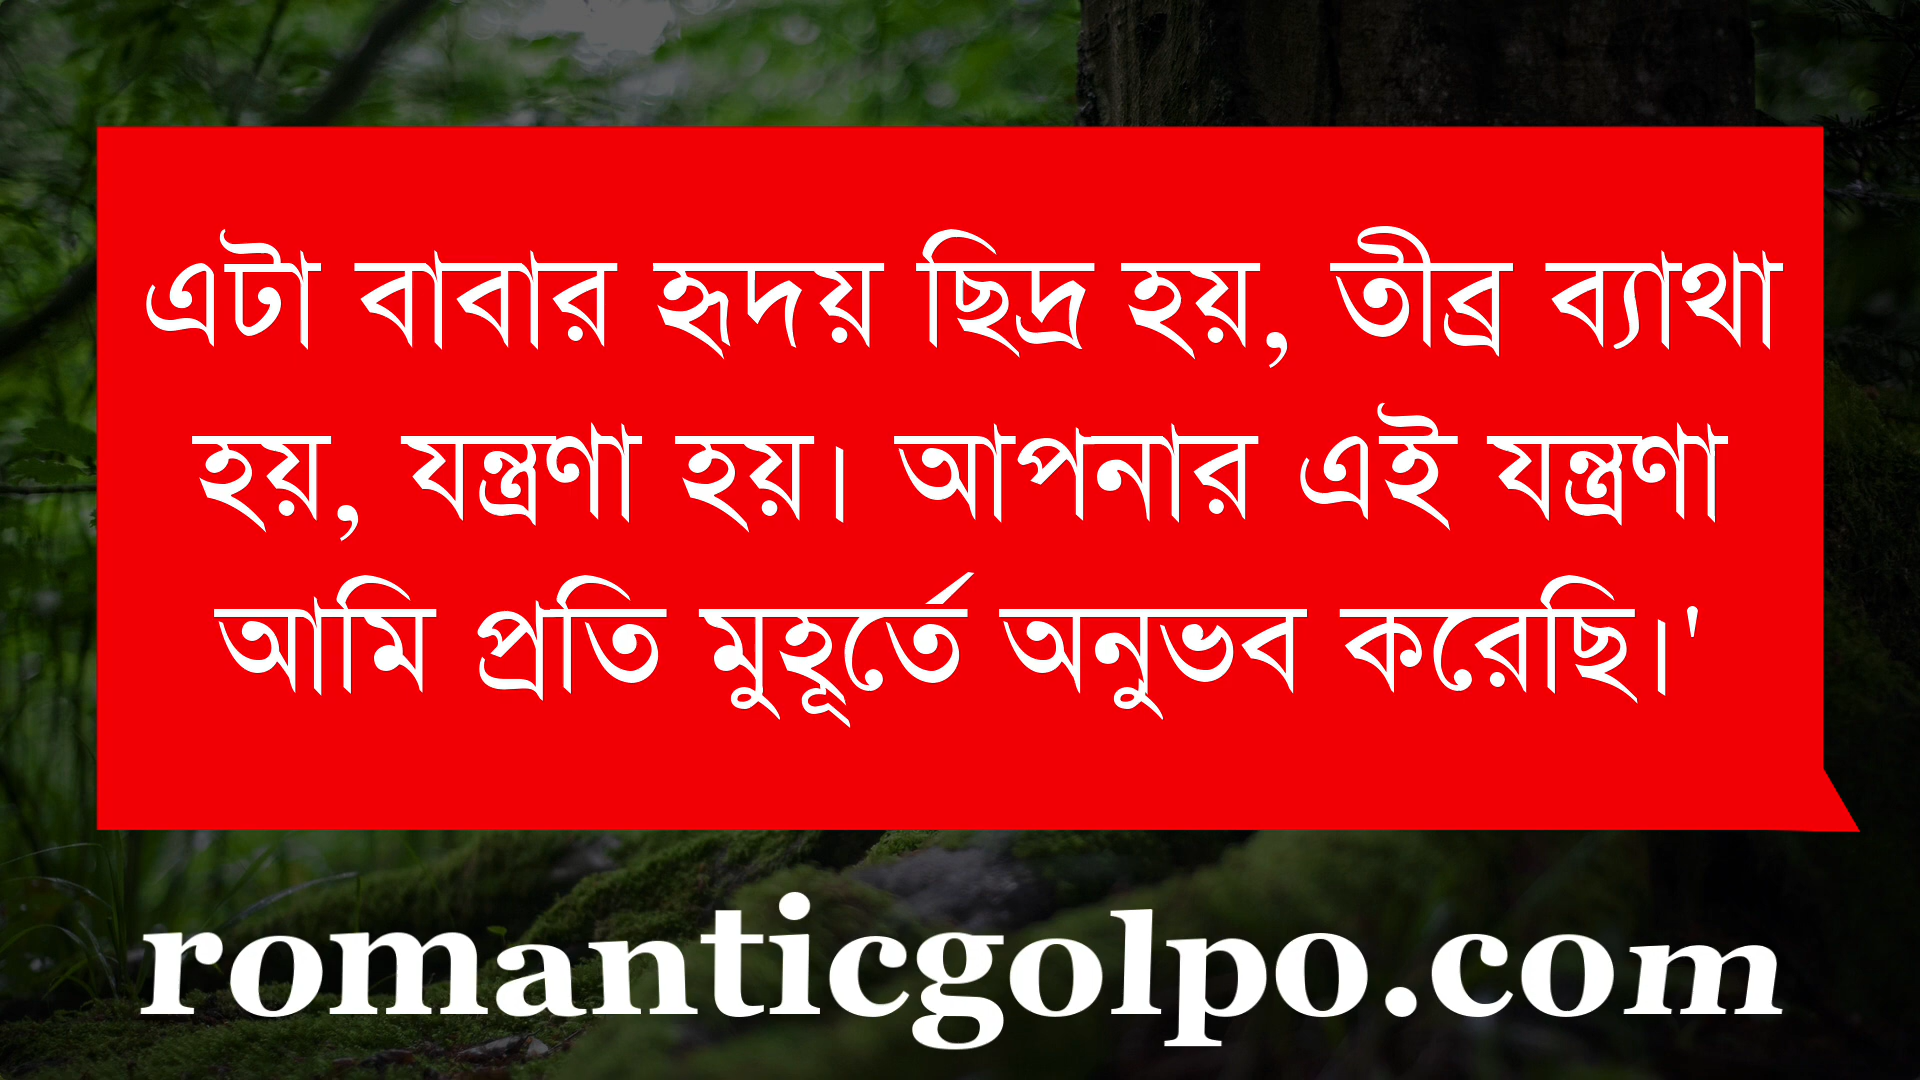 এটা বাবার হৃদয় ছিদ্র হয়, তীব্র ব্যাথা
হয়, যন্ত্রণা হয়। আপনার এই যন্ত্রণা
আমি প্রতি মুহূর্তে অনুভব করেছি।'
romanticgolpo.com